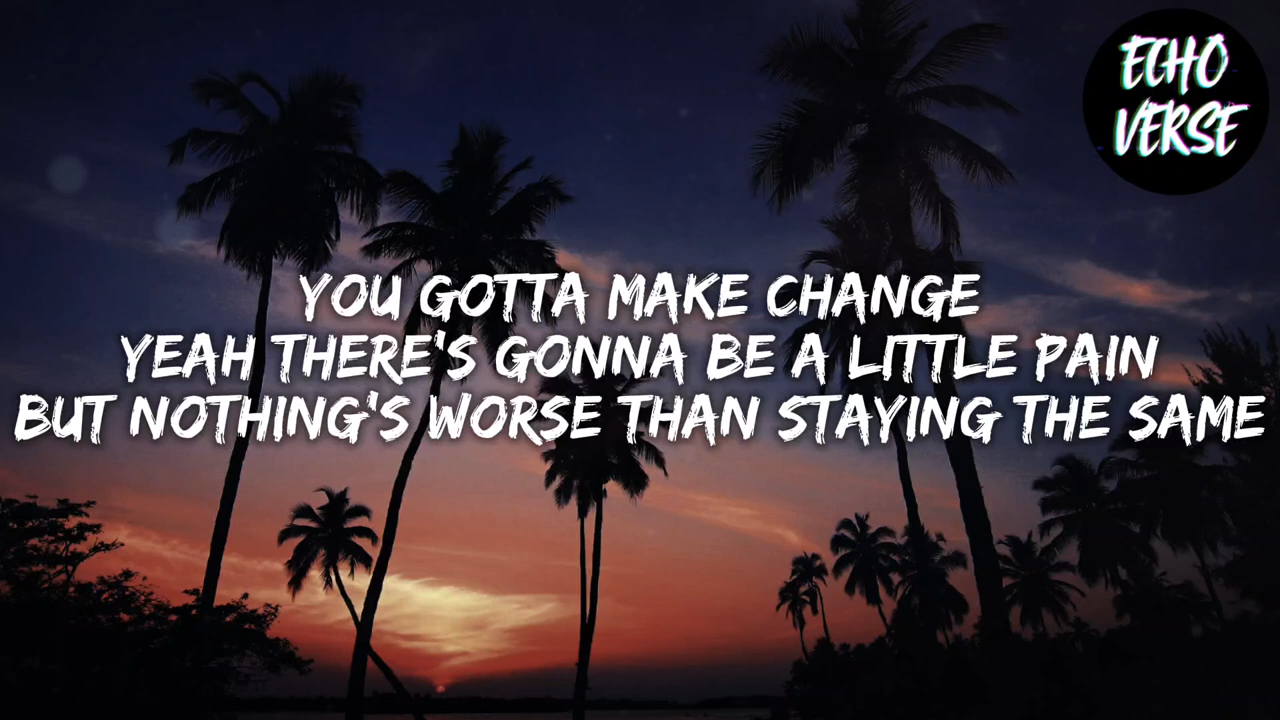 ECHO
VERSE
YOU GOTTA MAKE CHANGE
YEAH THERE'S GONNA BE A LITTLE PAIN
BUT NOTHING'S WORSE THAN STAYING THE SAME